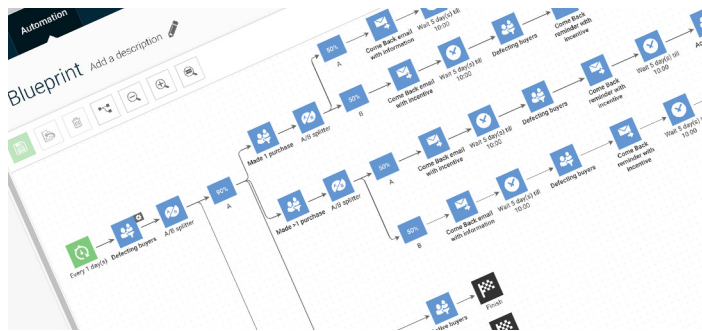 Automation
Blueprint
Add a description
50%
A
Come Back email
with information
Wait 5 day(s) till
10:00
Come Back
reminder with
incentive
50%
B
Come Back email
with incentive
Wait 5 day(s) till
10:00
Defecting buyers
Come Back
reminder with
incentive
Made 1 purchase
A/B splitter
50%
A
Come Back email
with incentive
Wait 5 day(s) till
10:00
Defecting buyers
Come Back
reminder with
incentive
Wait 5 day(s) till
10:00
Every 1 day(s)
Defecting buyers
A/B splitter
90%
A
Made >1 purchase
A/B splitter
50%
B
Come Back email
with information
Wait 5 day(s) till
10:00
Defecting buyers
Come Back
reminder with
incentive
Wait 5 day(s)
10:00
buyers
Finish